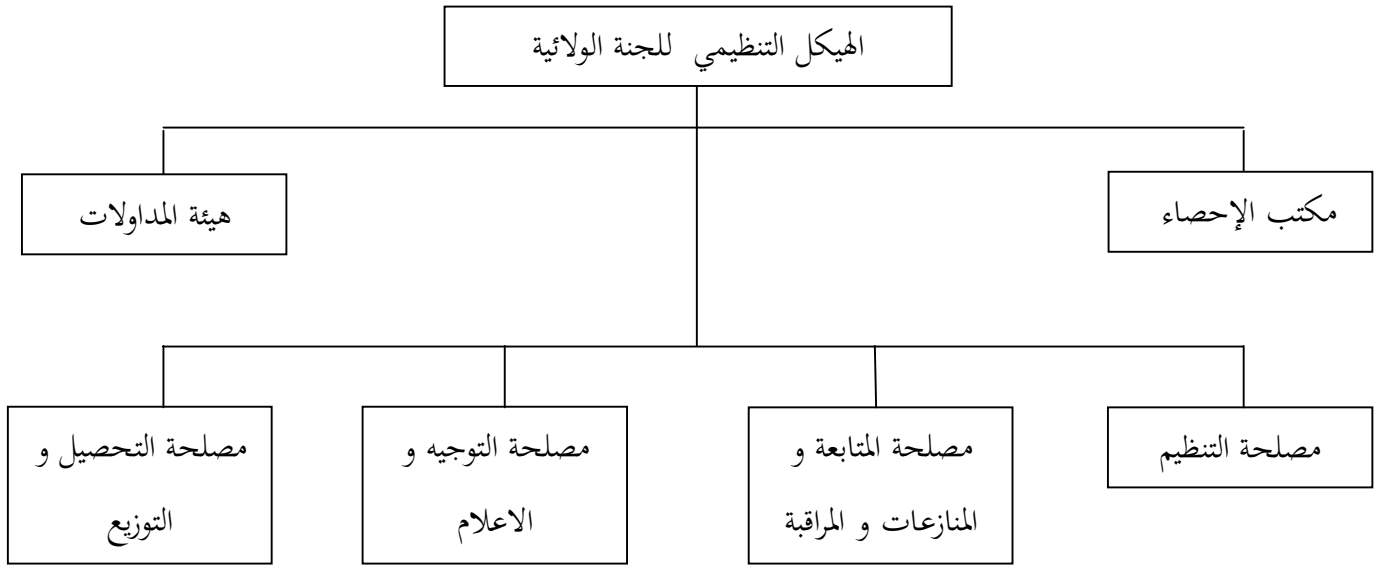 الهيكل التنظيمي للجنة الولائية
مكتب الإحصاء
هيئة المداولات
مصلحة التنظيم
مصلحة المتابعة و
المنازعات و المراقبة
مصلحة التوجيه و
الاعلام
مصلحة التحصيل و
التوزيع